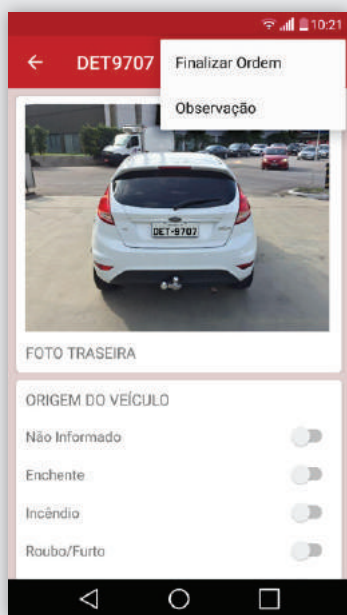 10:21
DET9707
Finalizar Ordem
Observação
DET-9707
FOTO TRASEIRA
ORIGEM DO VEÍCULO
Não Informado
Enchente
Incêndio
Roubo/Furto